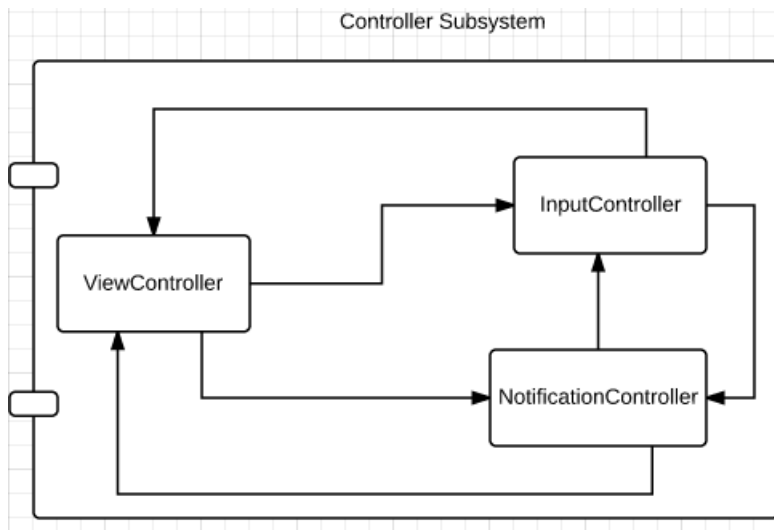 Controller Subsystem
InputController
ViewController
NotificationController